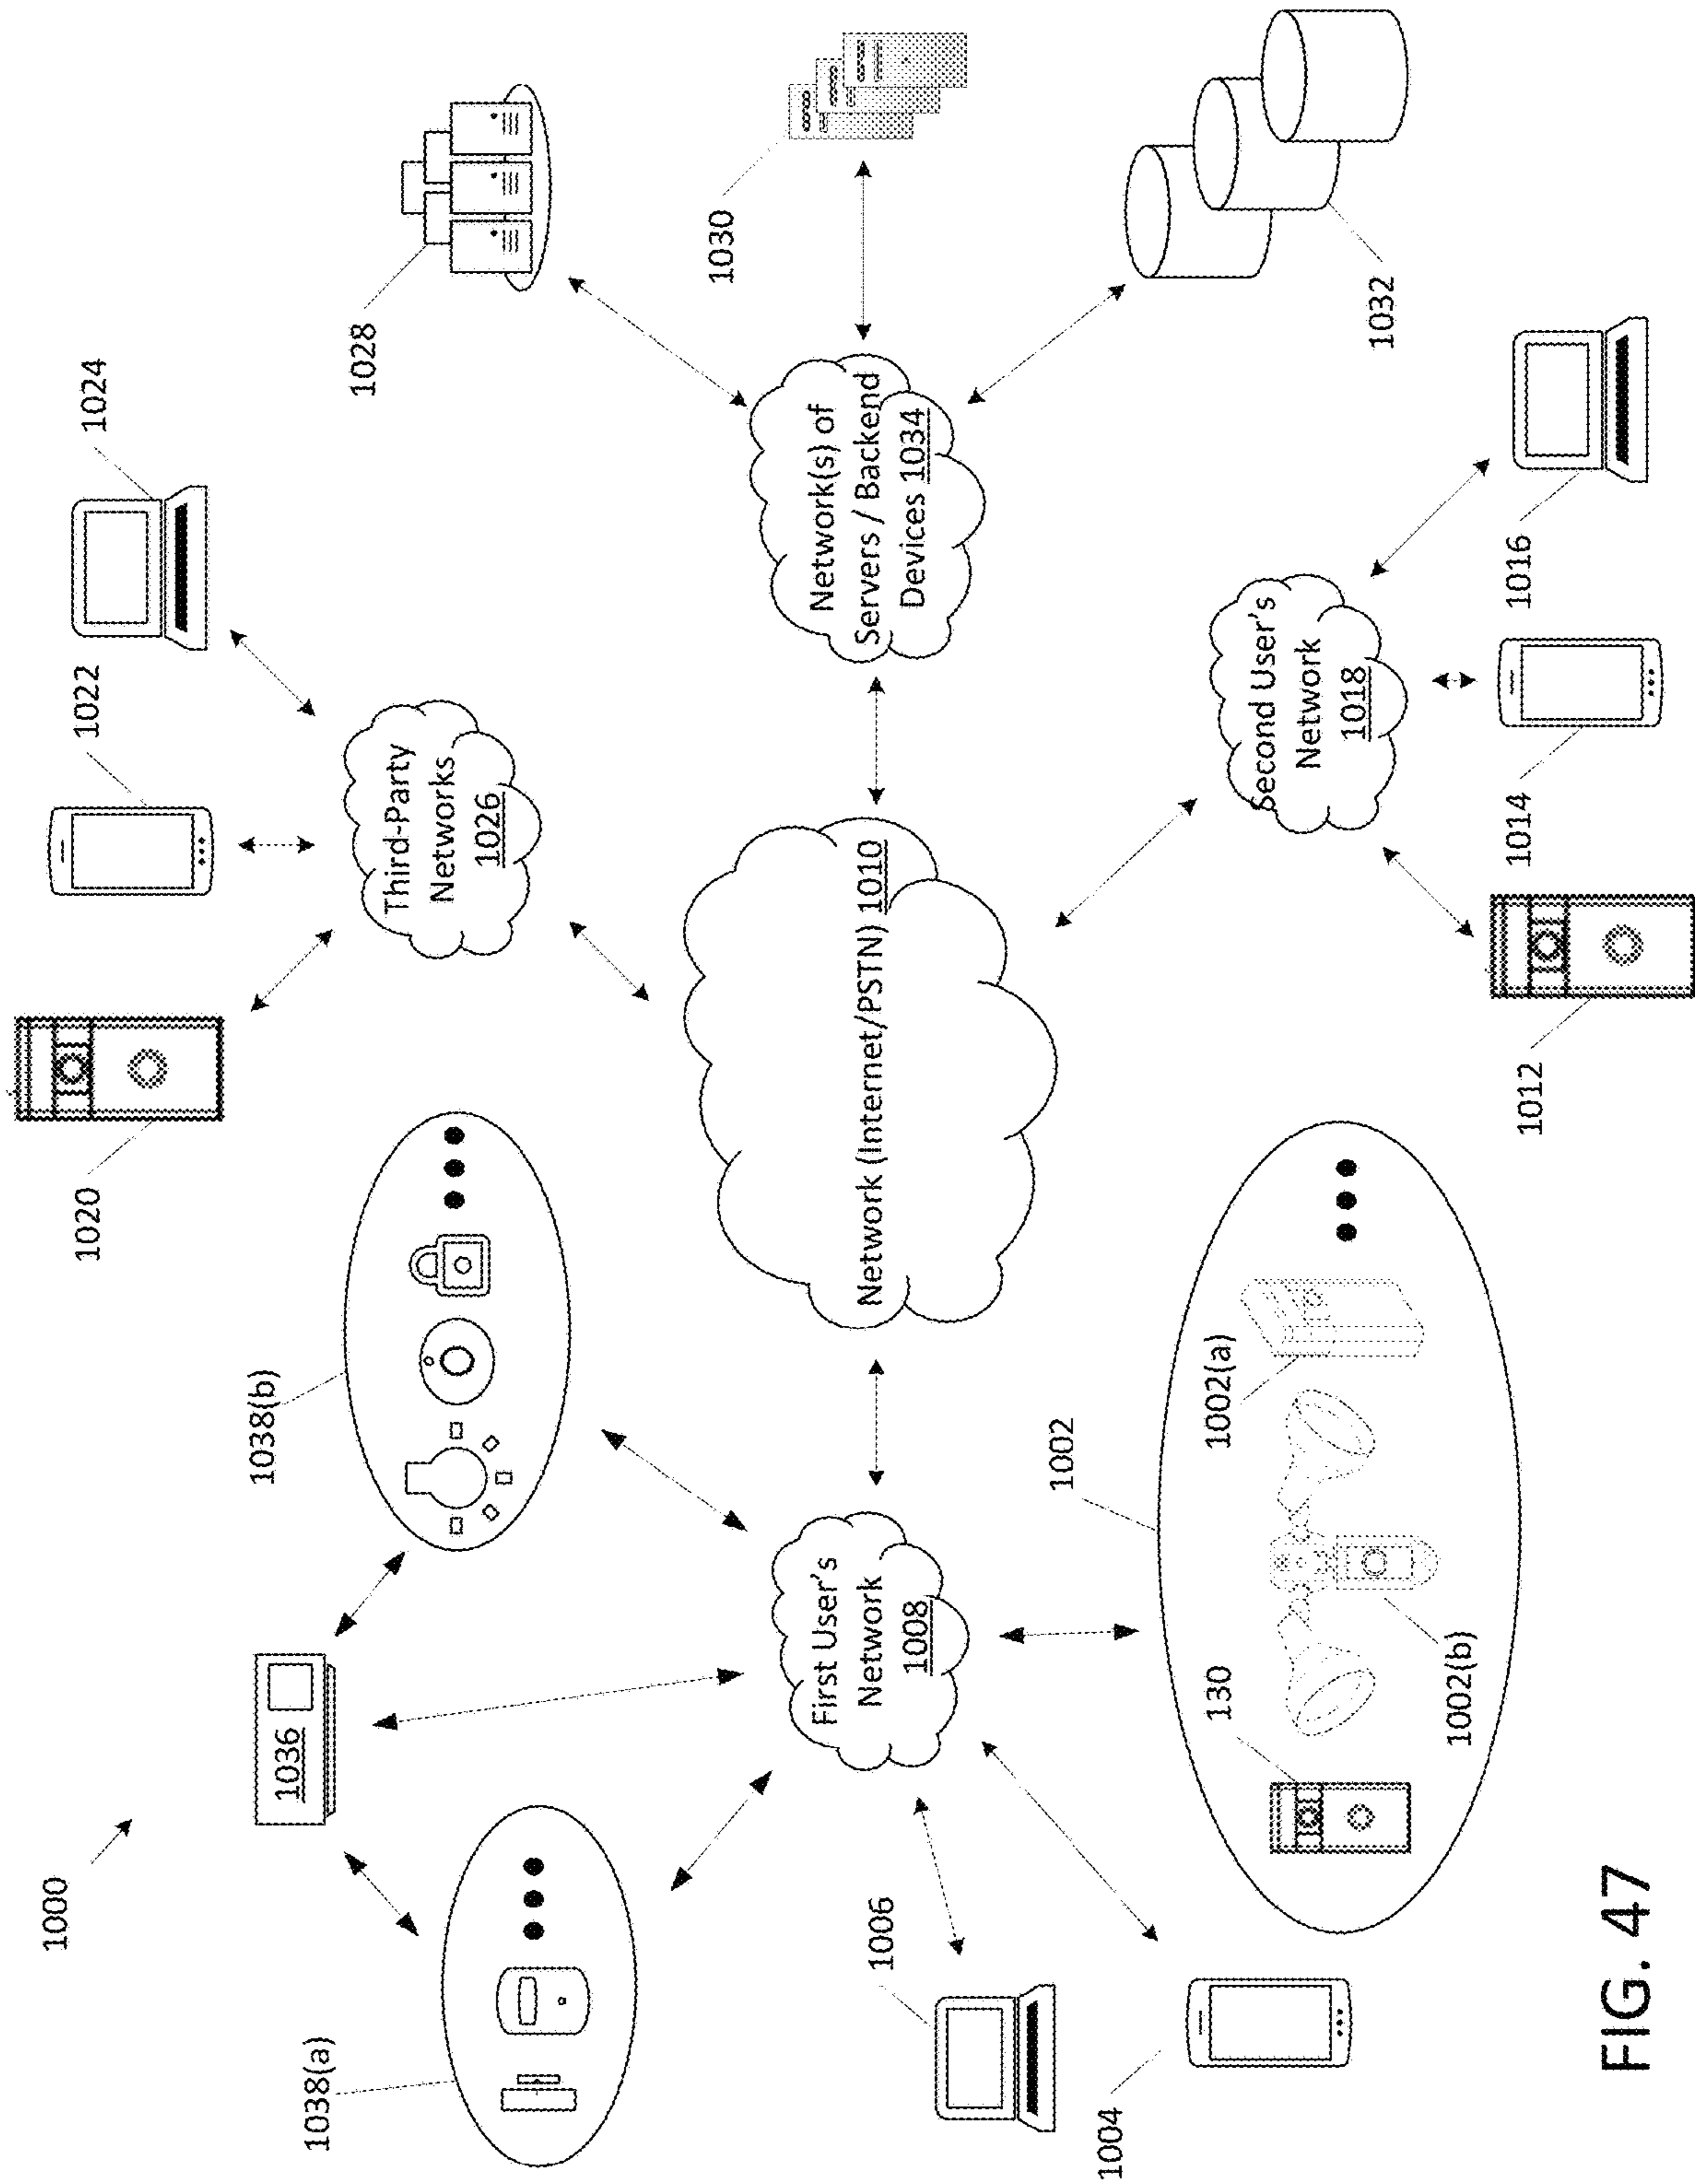 1000
1036
1038(a)
1038(b)
1020
1022
1024
Third-Party
Networks
1026
1028
1030
1032
Network(s) of
Servers / Backend
Devices 1034
Network (Internet/PSTN) 1010
First User's
Network
1008
1006
1004
1002
130
1002(b)
1002(a)
Second User's
Network
1018
1012
1014
1016
FIG. 47